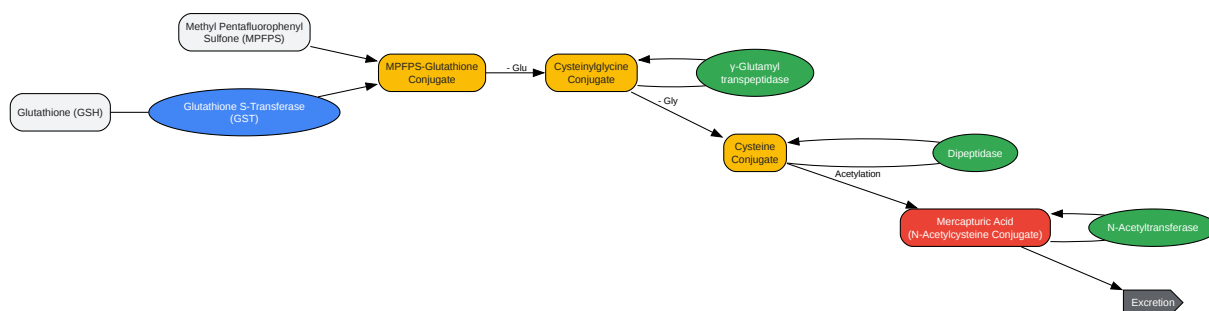 Methyl Pentafluorophenyl
Sulfone (MPFPS)
Glutathione (GSH)
Glutathione S-Transferase
(GST)
MPFPS-Glutathione
Conjugate
- Glu
Cysteinylglycine
Conjugate
γ-Glutamyl
transpeptidase
- Gly
Cysteine
Conjugate
Dipeptidase
Acetylation
Mercapturic Acid
(N-Acetylcysteine Conjugate)
N-Acetyltransferase
Excretion